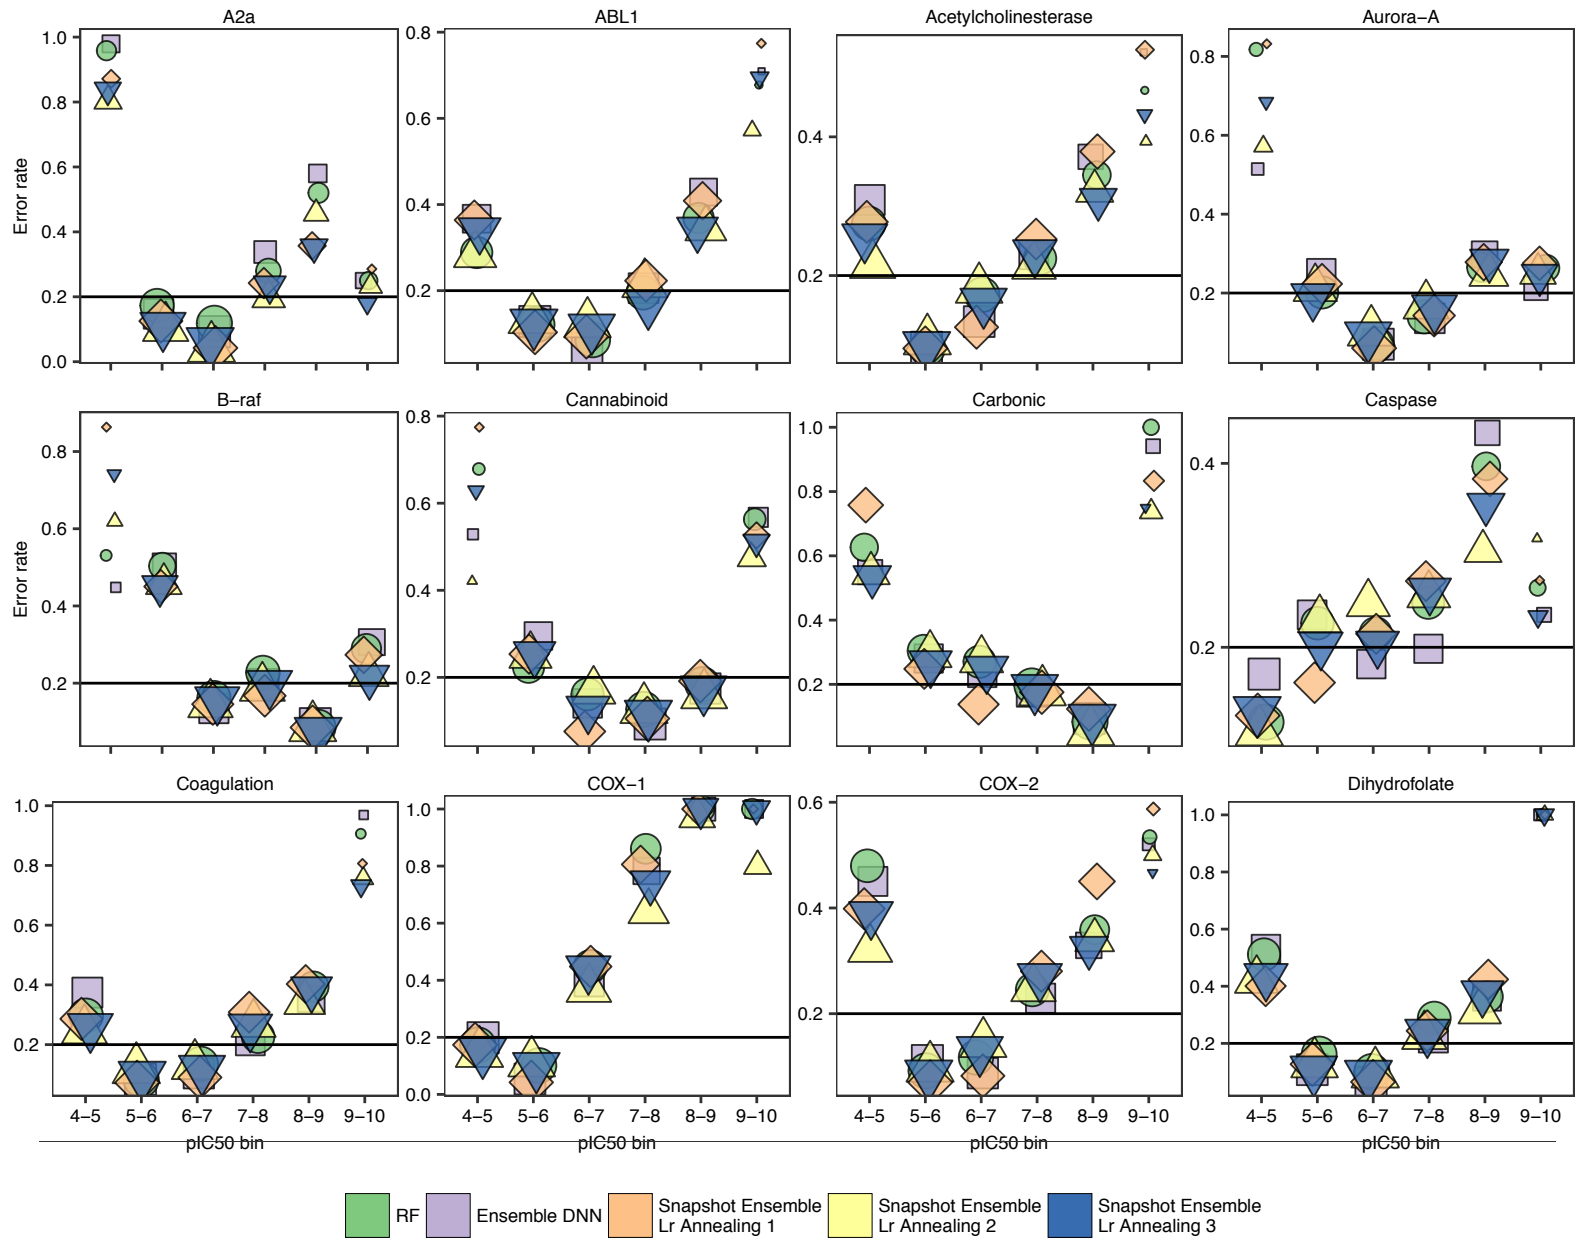 A2a ABL1 Acetylcholinesterase Aurora−A
1.0 0.8 0.6 0.4 0.2 0.0
0.8 0.6 0.4 0.2
0.4 0.2
0.8 0.6 0.4 0.2
Error rate
B−raf Cannabinoid Carbonic Caspase
0.8 0.6 0.4 0.2
0.8 0.6 0.4 0.2
1.0 0.8 0.6 0.4 0.2
0.4 0.2
Error rate
Coagulation COX−1 COX−2 Dihydrofolate
1.0 0.8 0.6 0.4 0.2
1.0 0.8 0.6 0.4 0.2 0.0
0.6 0.4 0.2
1.0 0.8 0.6 0.4 0.2
4−5 5−6 6−7 7−8 8−9 9−10
4−5 5−6 6−7 7−8 8−9 9−10
4−5 5−6 6−7 7−8 8−9 9−10
4−5 5−6 6−7 7−8 8−9 9−10
pIC50 bin pIC50 bin pIC50 bin pIC50 bin
RF
Ensemble DNN
Snapshot Ensemble
Lr Annealing 1
Snapshot Ensemble
Lr Annealing 2
Snapshot Ensemble
Lr Annealing 3